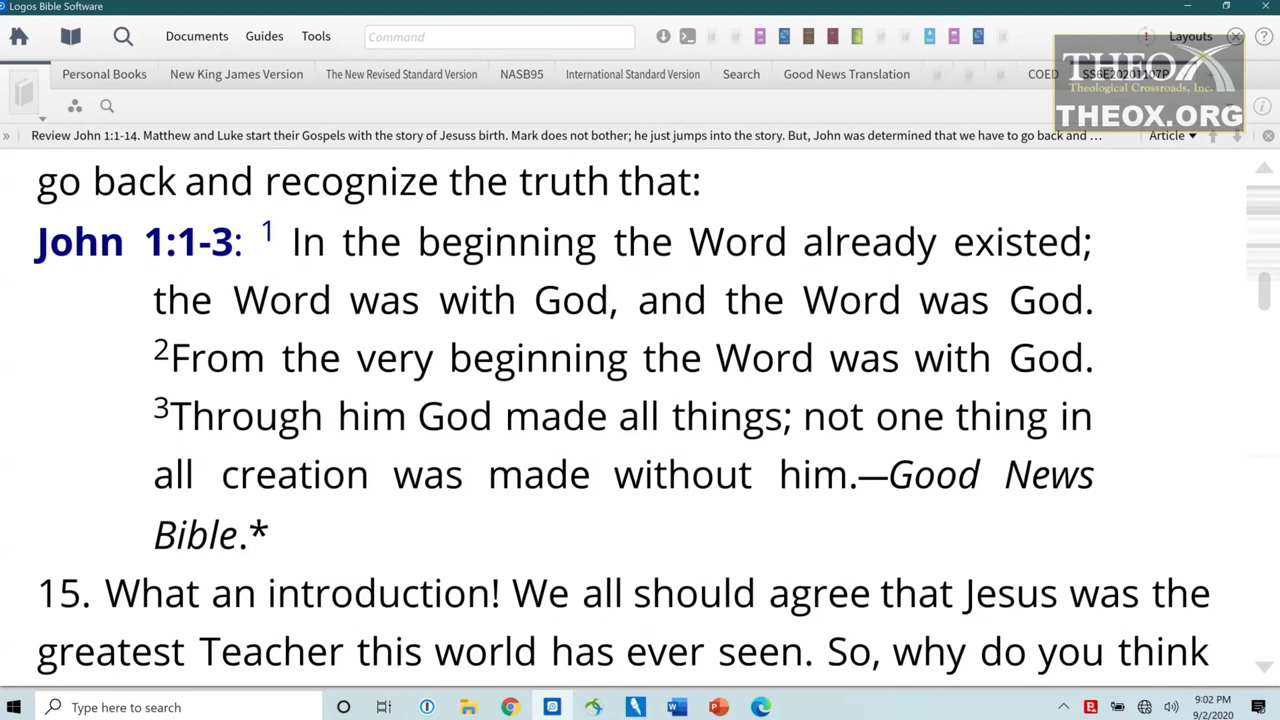 Logos Bible Software
Documents Guides Tools Command Layouts
Personal Books New King James Version The New Revised Standard Version NASB95 International Standard Version Search Good News Translation COED SS6E20201107P
THEOX
Theological Crossroads, Inc.
THEOX.ORG
» Review John 1:1-14. Matthew and Luke start their Gospels with the story of Jesuss birth. Mark does not bother; he just jumps into the story. But, John was determined that we have to go back and ... Article
go back and recognize the truth that:
John 1:1-3: 1 In the beginning the Word already existed;
the Word was with God, and the Word was God.
2From the very beginning the Word was with God.
3Through him God made all things; not one thing in
all creation was made without him.—Good News
Bible.*
15. What an introduction! We all should agree that Jesus was the
greatest Teacher this world has ever seen. So, why do you think
Type here to search
9:02 PM
9/2/2020